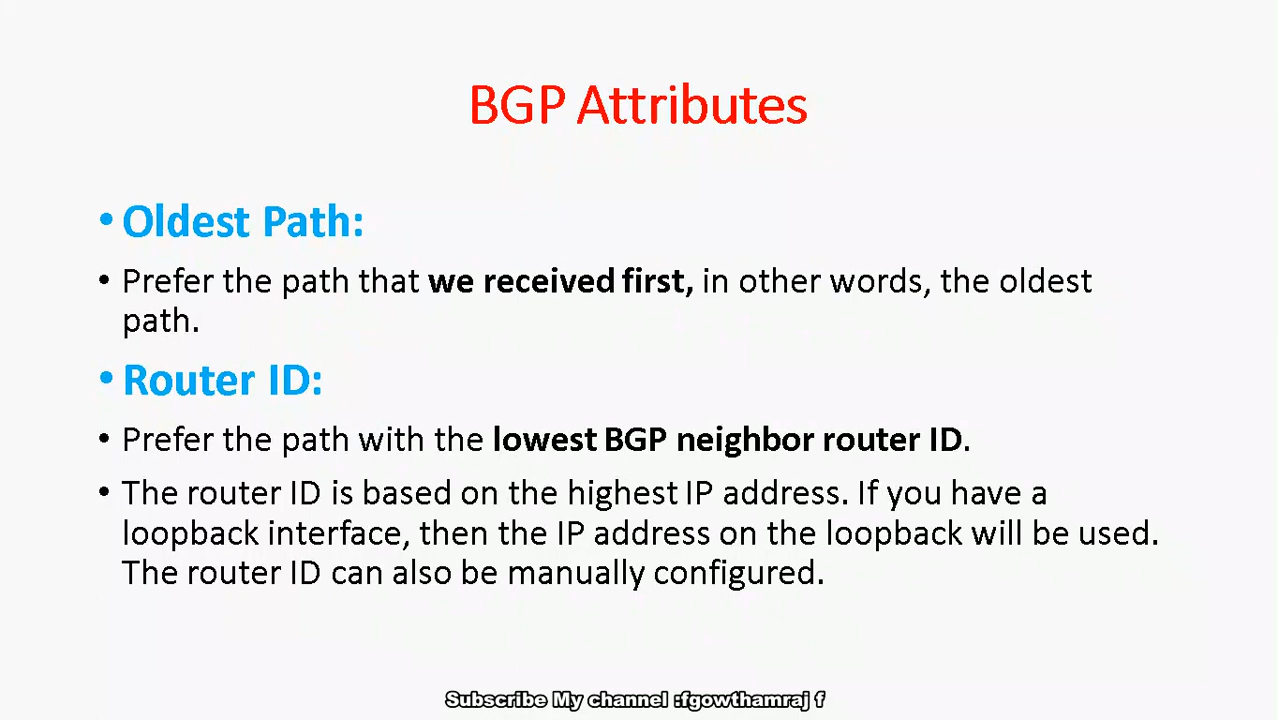 BGP Attributes
• Oldest Path:
• Prefer the path that we received first, in other words, the oldest
path.
• Router ID:
• Prefer the path with the lowest BGP neighbor router ID.
• The router ID is based on the highest IP address. If you have a
loopback interface, then the IP address on the loopback will be used.
The router ID can also be manually configured.
Subscribe My channel :fgowthamraj f